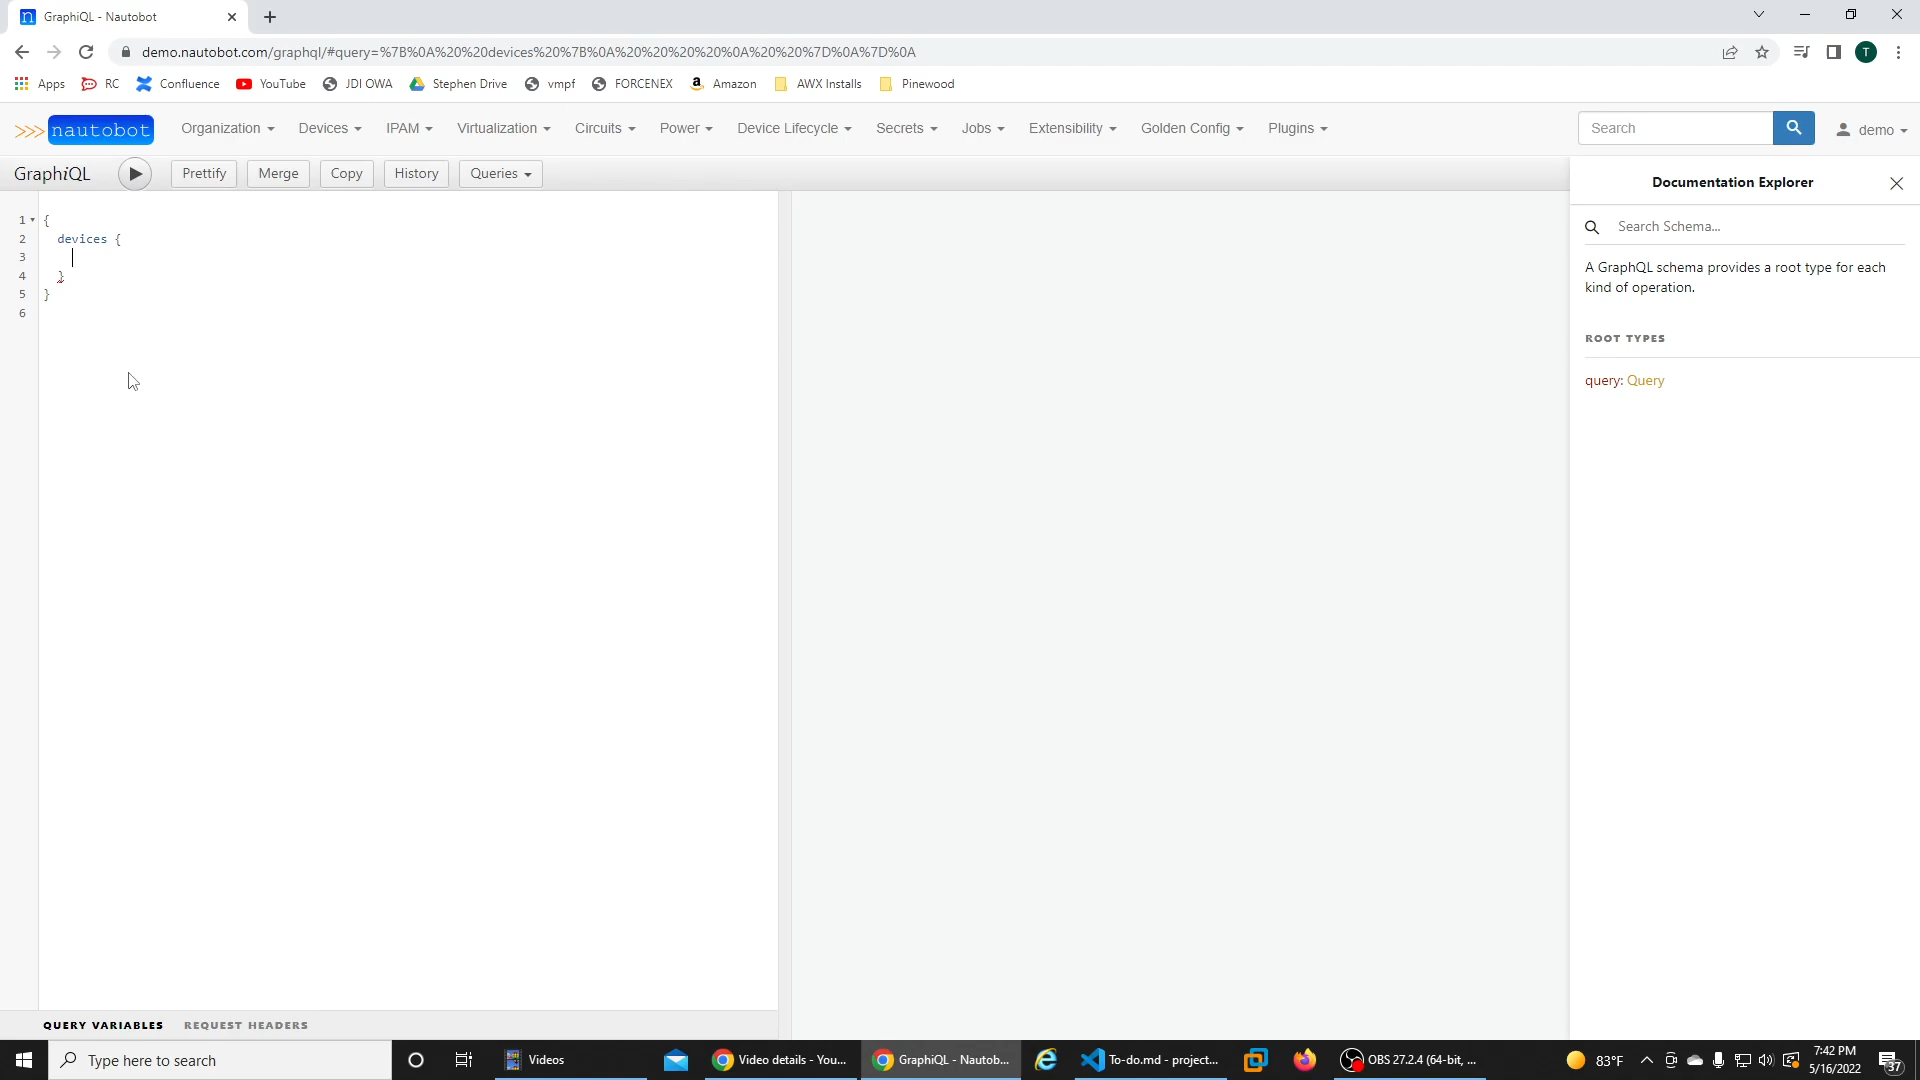 GraphiQL - Nautobot
demo.nautobot.com/graphql/#query=%7B%0A%20%20devices%20%7B%0A%20%20%20%20%0A%20%20%7D%0A%7D%0A
T
Apps RC Confluence YouTube JDI OWA Stephen Drive vmpf FORCENEX Amazon AWX Installs Pinewood
>>> nautobot Organization Devices IPAM Virtualization Circuits Power Device Lifecycle Secrets Jobs Extensibility Golden Config Plugins Search demo
GraphiQL Prettify Merge Copy History Queries
1 {
2 devices {
3
4 }
5 }
6
Documentation Explorer
Search Schema...
A GraphQL schema provides a root type for each
kind of operation.
ROOT TYPES
query: Query
QUERY VARIABLES REQUEST HEADERS
Type here to search Videos Video details - You... GraphiQL - Nautob... To-do.md - project... OBS 27.2.4 (64-bit, ... 83°F
7:42 PM
5/16/2022
37